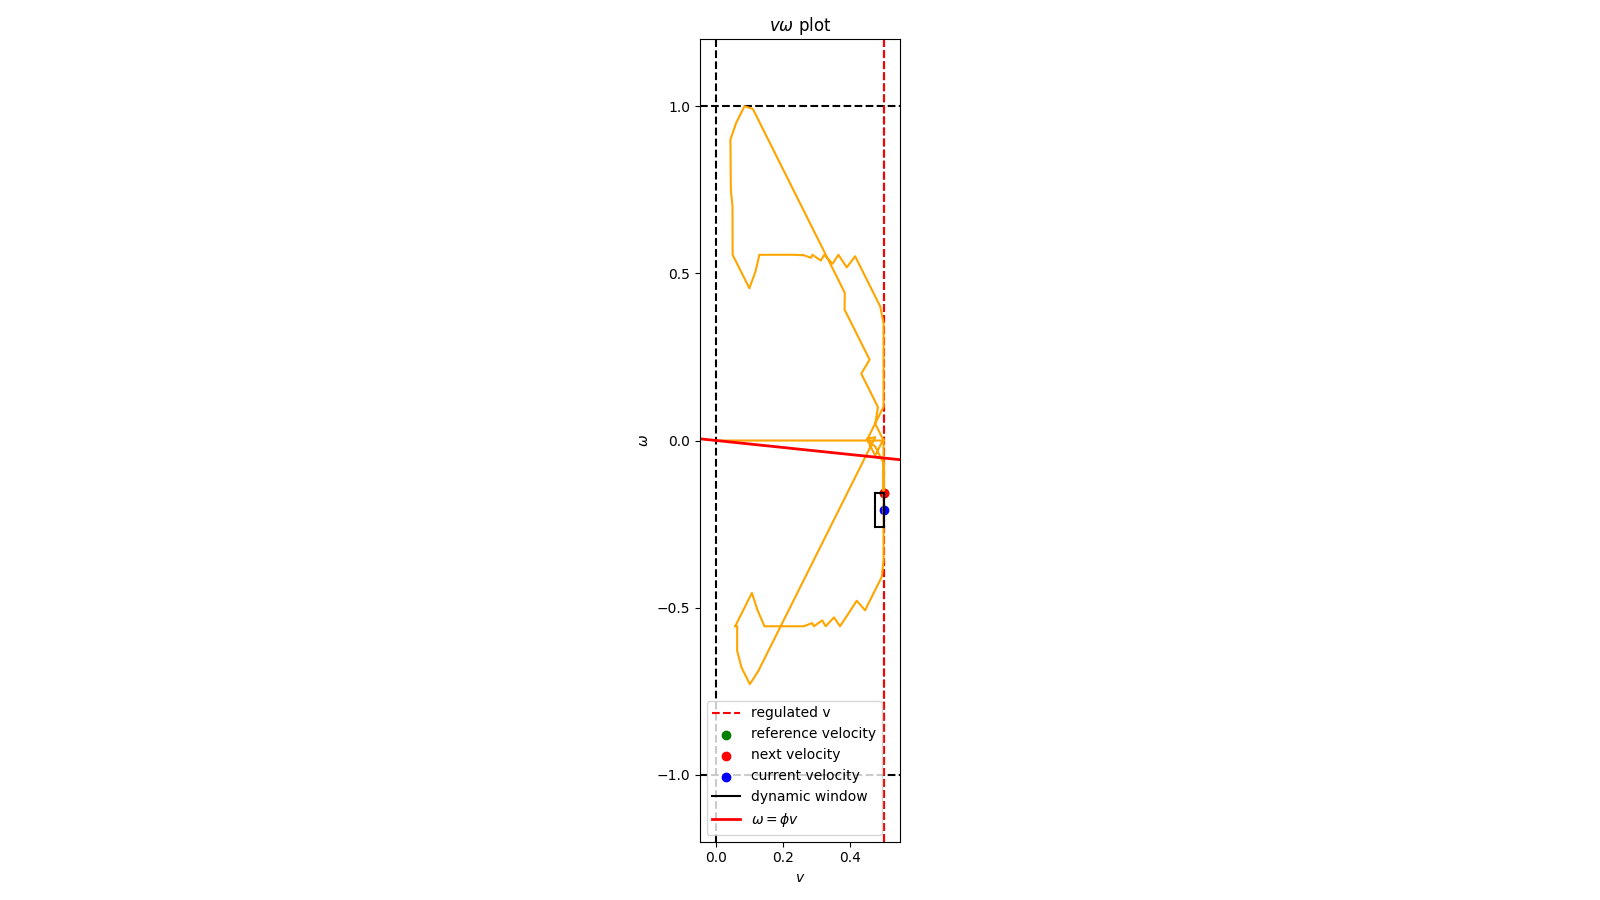 vω plot
1.0
0.5
0.0
−0.5
−1.0
ω
0.0 0.2 0.4
v
regulated v
reference velocity
next velocity
current velocity
dynamic window
ω = ϕv